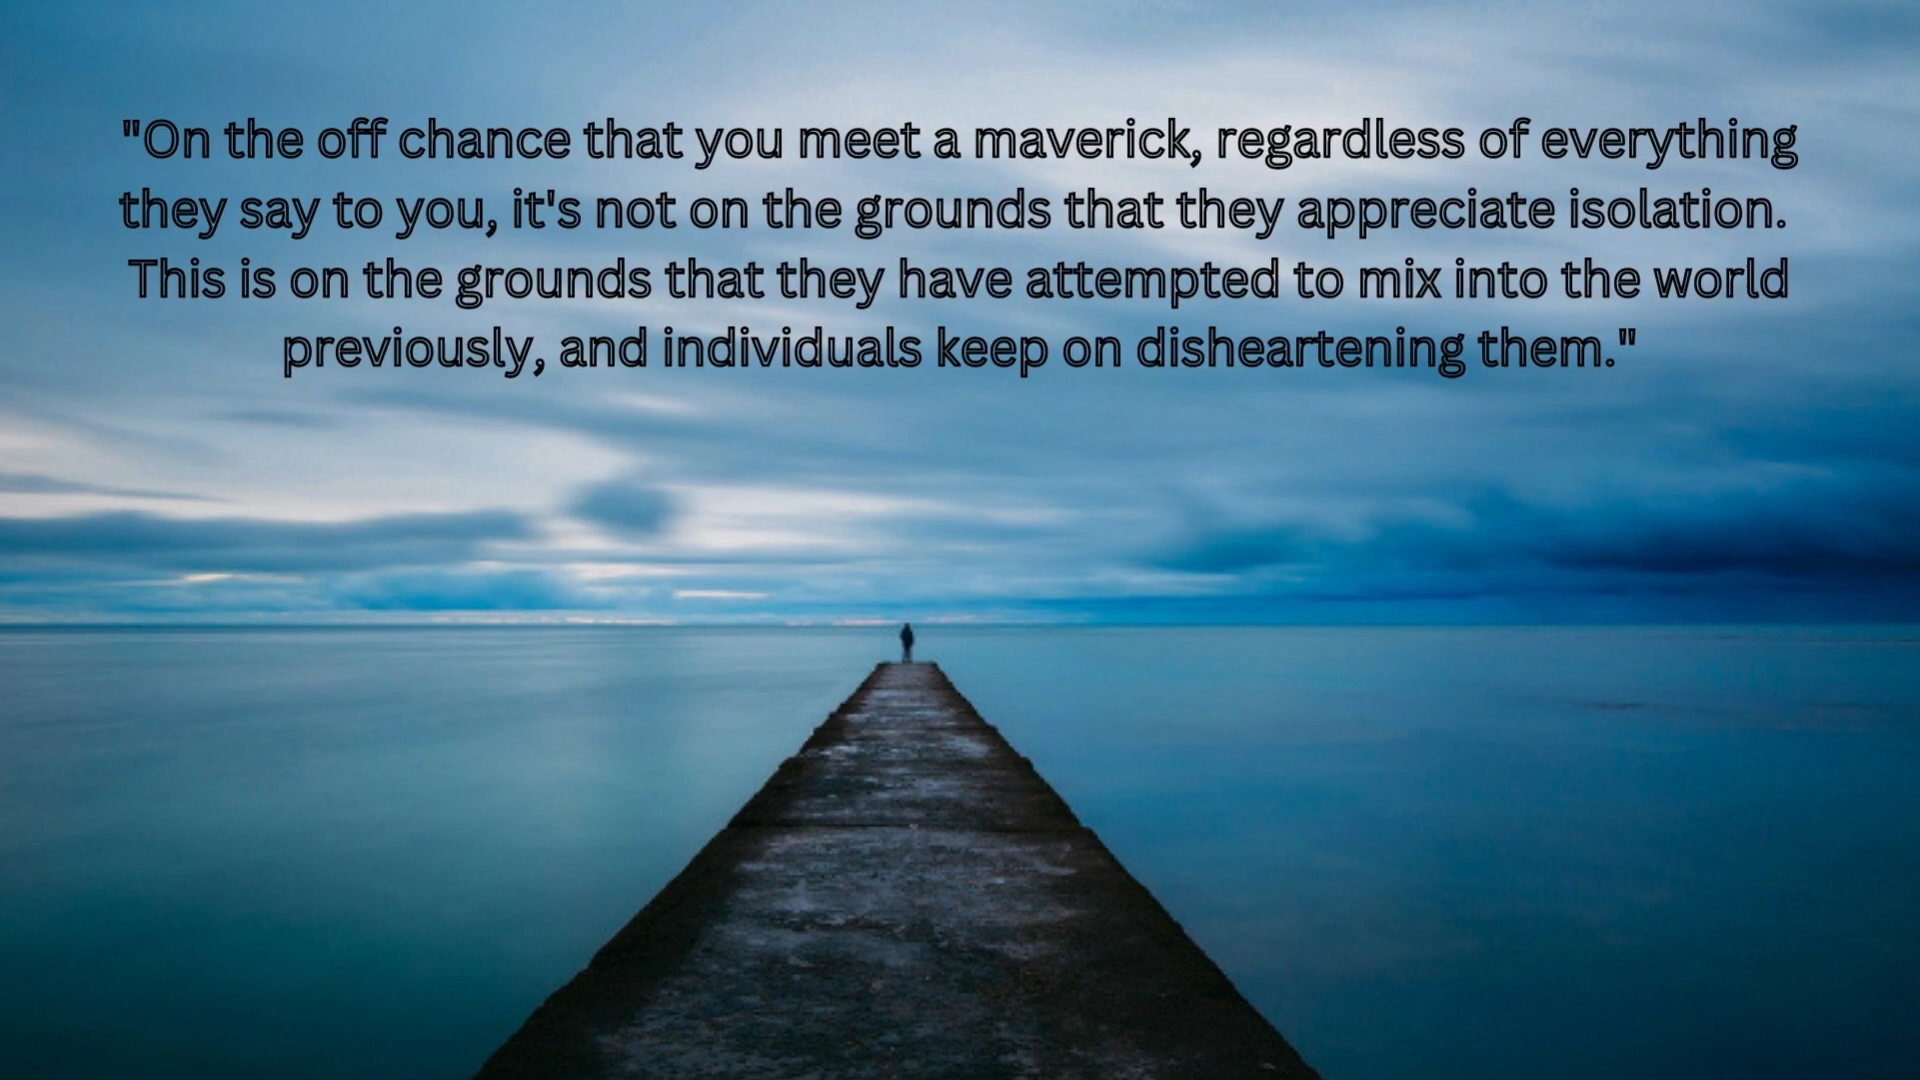 "On the off chance that you meet a maverick, regardless of everything
they say to you, it's not on the grounds that they appreciate isolation.
This is on the grounds that they have attempted to mix into the world
previously, and individuals keep on disheartening them."